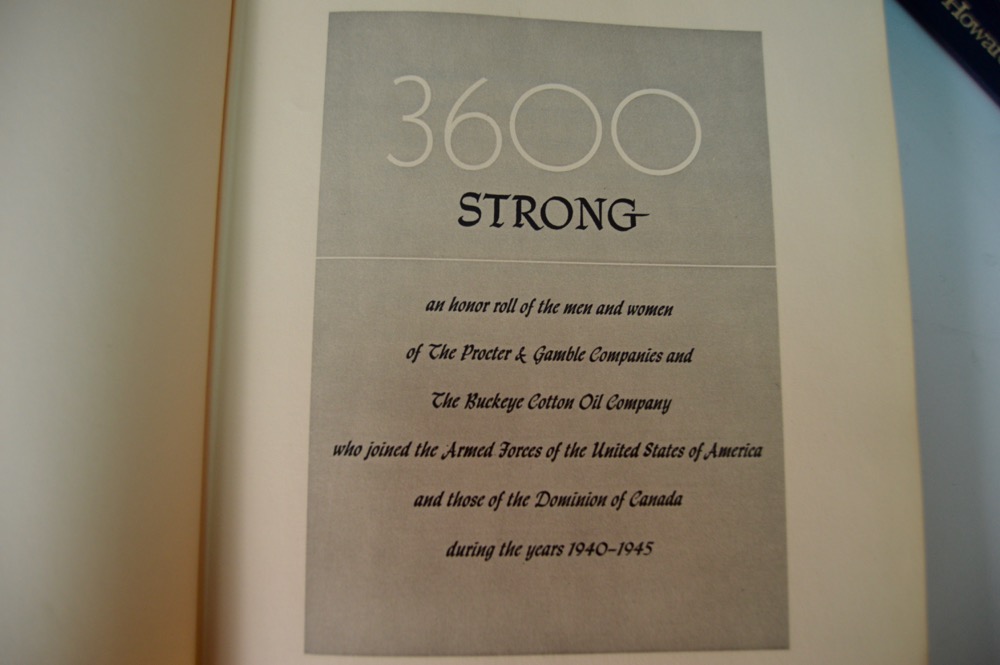 3600
STRONG
an honor roll of the men and women
of The Procter & Gamble Companies and
The Buckeye Cotton Oil Company
who joined the Armed Forces of the United States of America
and those of the Dominion of Canada
during the years 1940–1945